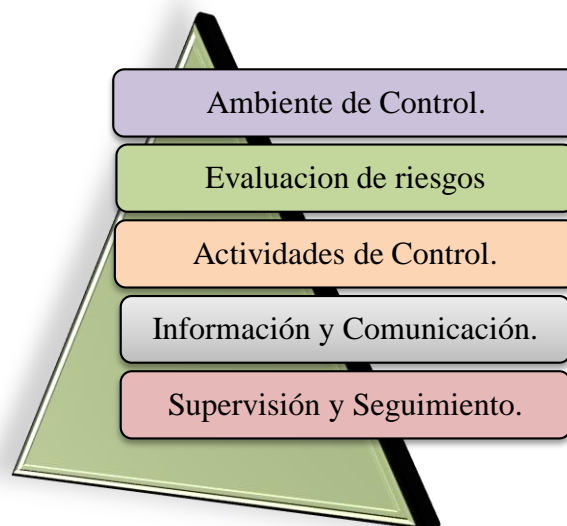 Ambiente de Control.
Evaluacion de riesgos
Actividades de Control.
Información y Comunicación.
Supervisión y Seguimiento.